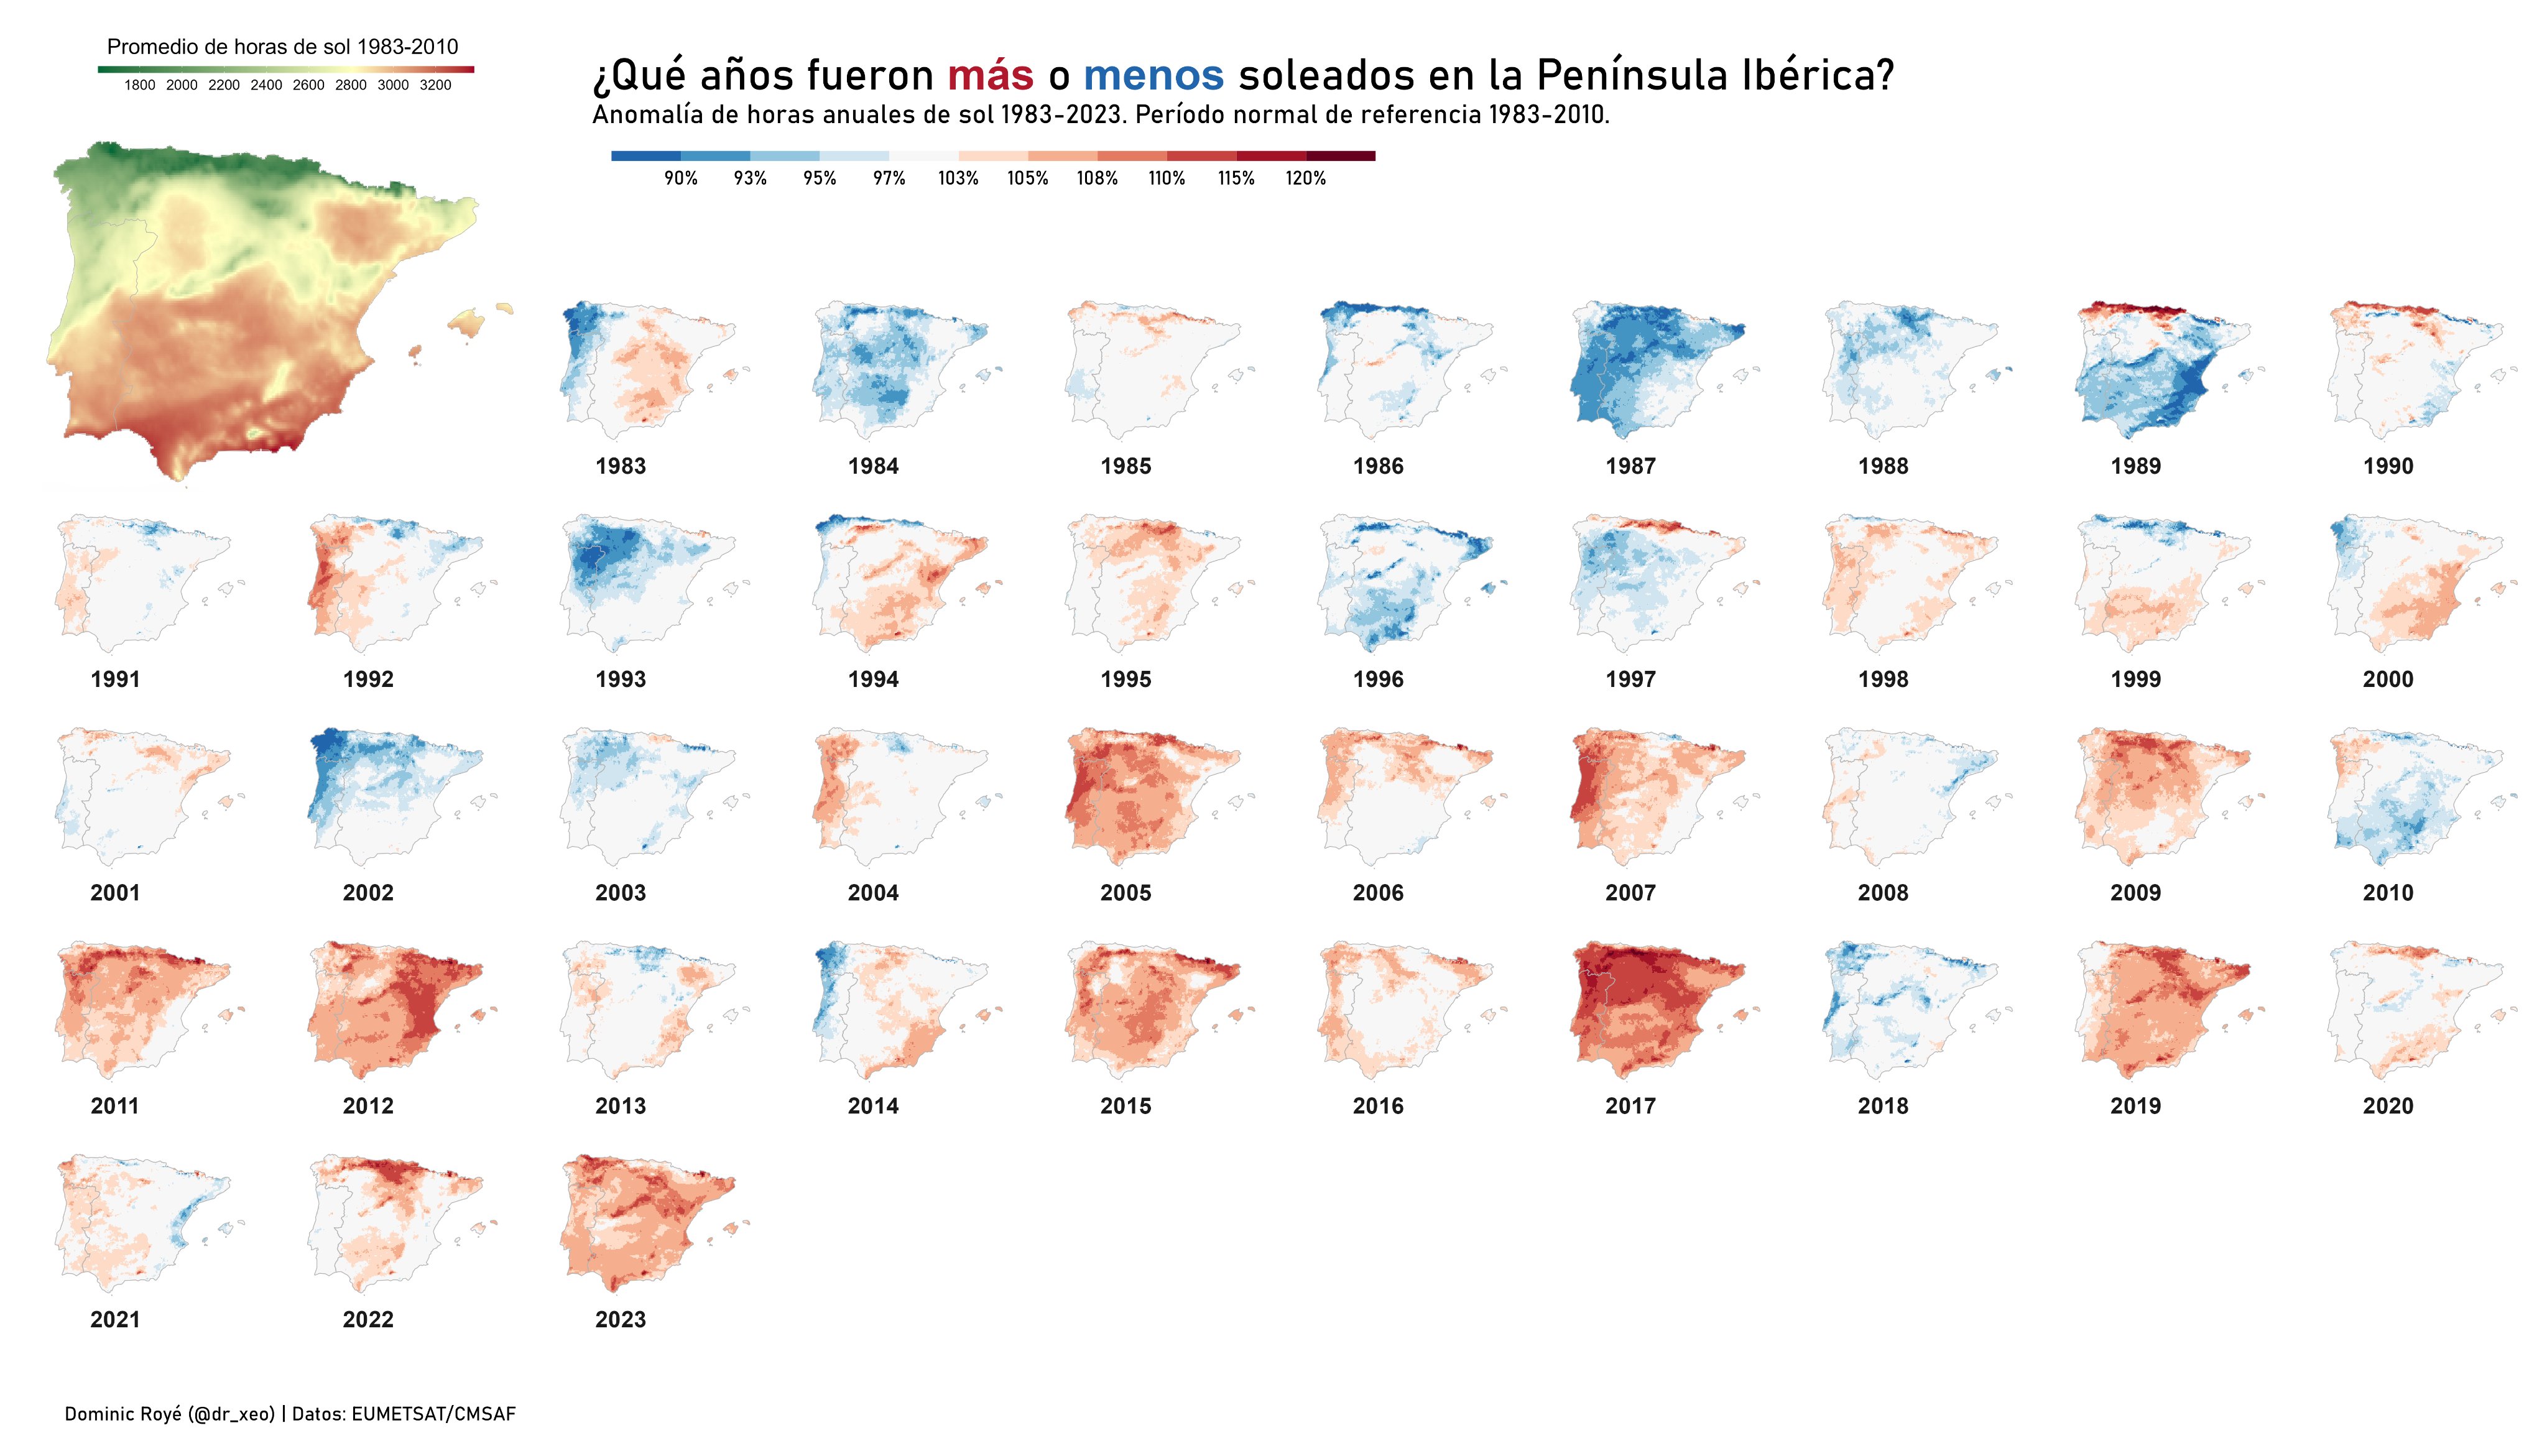 Promedio de horas de sol 1983-2010
1800 2000 2200 2400 2600 2800 3000 3200
¿Qué años fueron más o menos soleados en la Península Ibérica?
Anomalía de horas anuales de sol 1983-2023. Período normal de referencia 1983-2010.
90% 93% 95% 97% 103% 105% 108% 110% 115% 120%
1983 1984 1985 1986 1987 1988 1989 1990
1991 1992 1993 1994 1995 1996 1997 1998 1999 2000
2001 2002 2003 2004 2005 2006 2007 2008 2009 2010
2011 2012 2013 2014 2015 2016 2017 2018 2019 2020
2021 2022 2023
Dominic Royé (@dr_xeo) | Datos: EUMETSAT/CMSAF